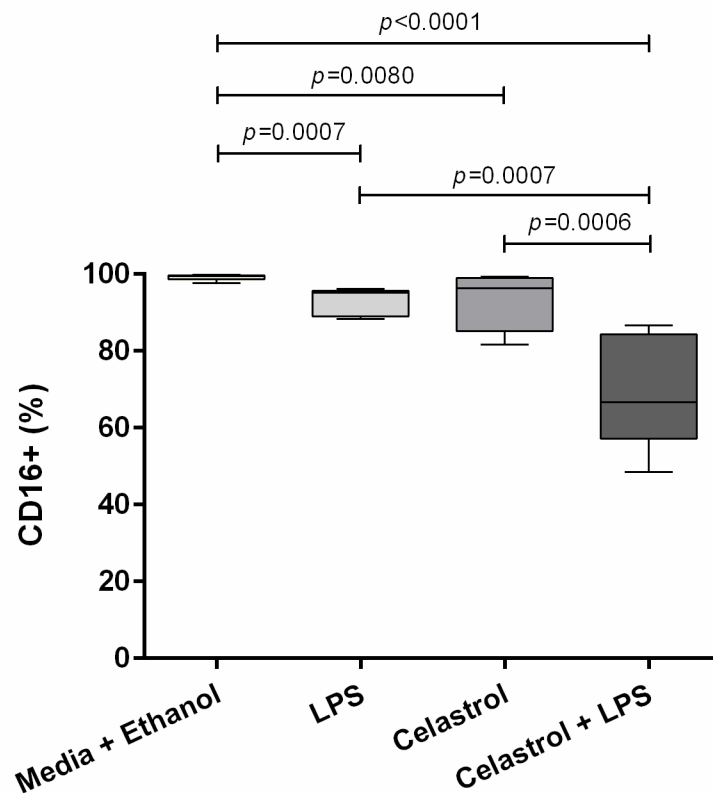 p<0.0001
p=0.0080
p=0.0007
p=0.0007
p=0.0006
100
80
60
40
20
0
CD16+ (%)
Media + Ethanol
LPS
Celastrol
Celastrol + LPS